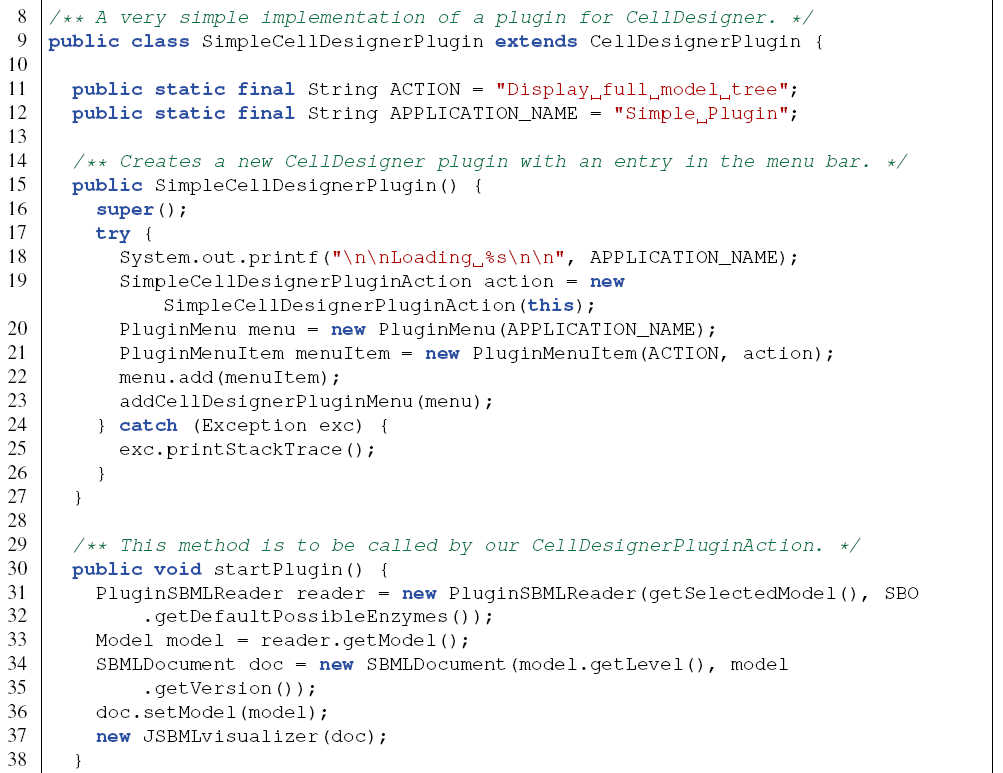 8 /** A very simple implementation of a plugin for CellDesigner. */
9 public class SimpleCellDesignerPlugin extends CellDesignerPlugin {
10
11 public static final String ACTION = "Display␣full␣model␣tree";
12 public static final String APPLICATION_NAME = "Simple␣Plugin";
13
14 /** Creates a new CellDesigner plugin with an entry in the menu bar. */
15 public SimpleCellDesignerPlugin() {
16 super();
17 try {
18 System.out.printf("\n\nLoading␣%s\n\n", APPLICATION_NAME);
19 SimpleCellDesignerPluginAction action = new
SimpleCellDesignerPluginAction(this);
20 PluginMenu menu = new PluginMenu(APPLICATION_NAME);
21 PluginMenuItem menuItem = new PluginMenuItem(ACTION, action);
22 menu.add(menuItem);
23 addCellDesignerPluginMenu(menu);
24 } catch (Exception exc) {
25 exc.printStackTrace();
26 }
27 }
28
29 /** This method is to be called by our CellDesignerPluginAction. */
30 public void startPlugin() {
31 PluginSBMLReader reader = new PluginSBMLReader(getSelectedModel(), SBO
32 .getDefaultPossibleEnzymes());
33 Model model = reader.getModel();
34 SBMLDocument doc = new SBMLDocument(model.getLevel(), model
35 .getVersion());
36 doc.setModel(model);
37 new JSBMLvisualizer(doc);
38 }